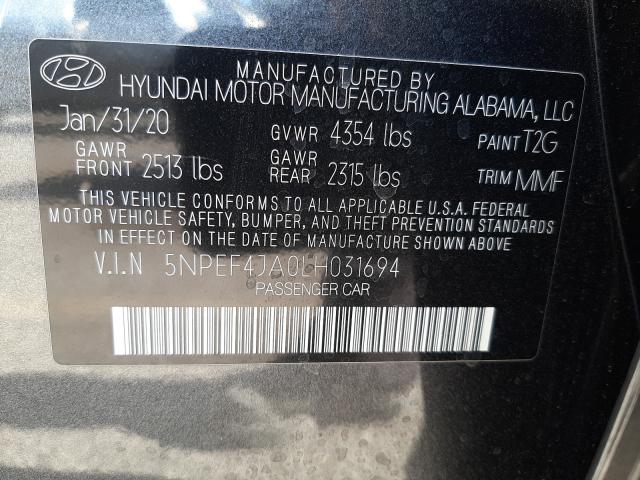 MANUFACTURED BY
HYUNDAI MOTOR MANUFACTURING ALABAMA, LLC
Jan/31/20 GVWR 4354 lbs PAINT T2G
GAWR FRONT 2513 lbs GAWR REAR 2315 lbs TRIM MMF
THIS VEHICLE CONFORMS TO ALL APPLICABLE U.S.A. FEDERAL
MOTOR VEHICLE SAFETY, BUMPER, AND THEFT PREVENTION STANDARDS
IN EFFECT ON THE DATE OF MANUFACTURE SHOWN ABOVE.
V.I.N 5NPEF4JA0LH031694
PASSENGER CAR